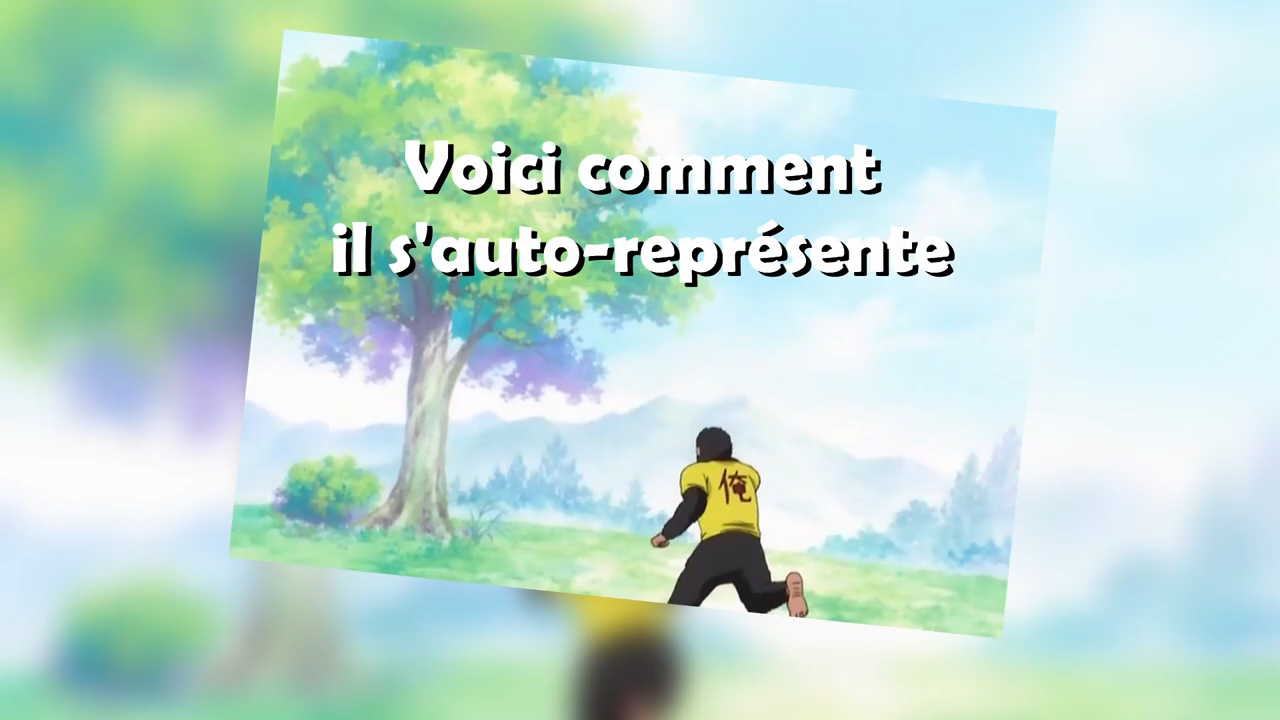 Voici comment
il s'auto-représente
俺